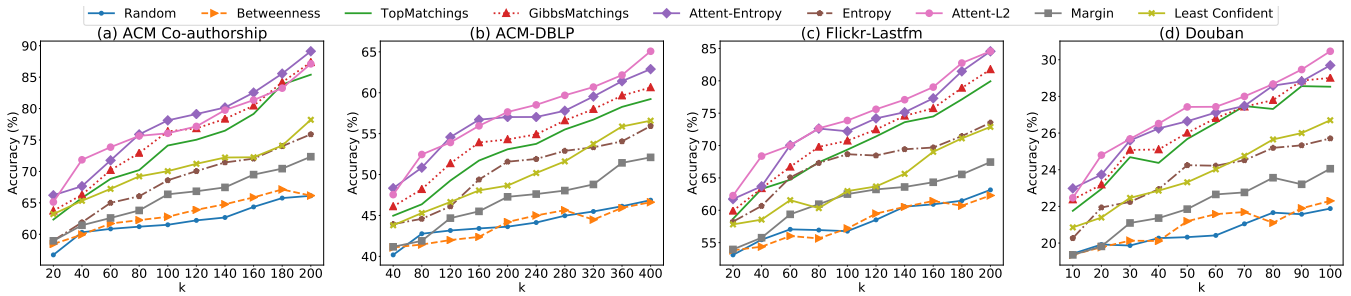 Random Betweenness TopMatchings GibbsMatchings Attent-Entropy Entropy Attent-L2 Margin Least Confident
(a) ACM Co-authorship
90
85
80
75
70
65
60
Accuracy (%)
20 40 60 80 100 120 140 160 180 200
k
(b) ACM-DBLP
65
60
55
50
45
40
Accuracy (%)
40 80 120 160 200 240 280 320 360 400
k
(c) Flickr-Lastfm
85
80
75
70
65
60
55
Accuracy (%)
20 40 60 80 100 120 140 160 180 200
k
(d) Douban
30
28
26
24
22
20
Accuracy (%)
10 20 30 40 50 60 70 80 90 100
k